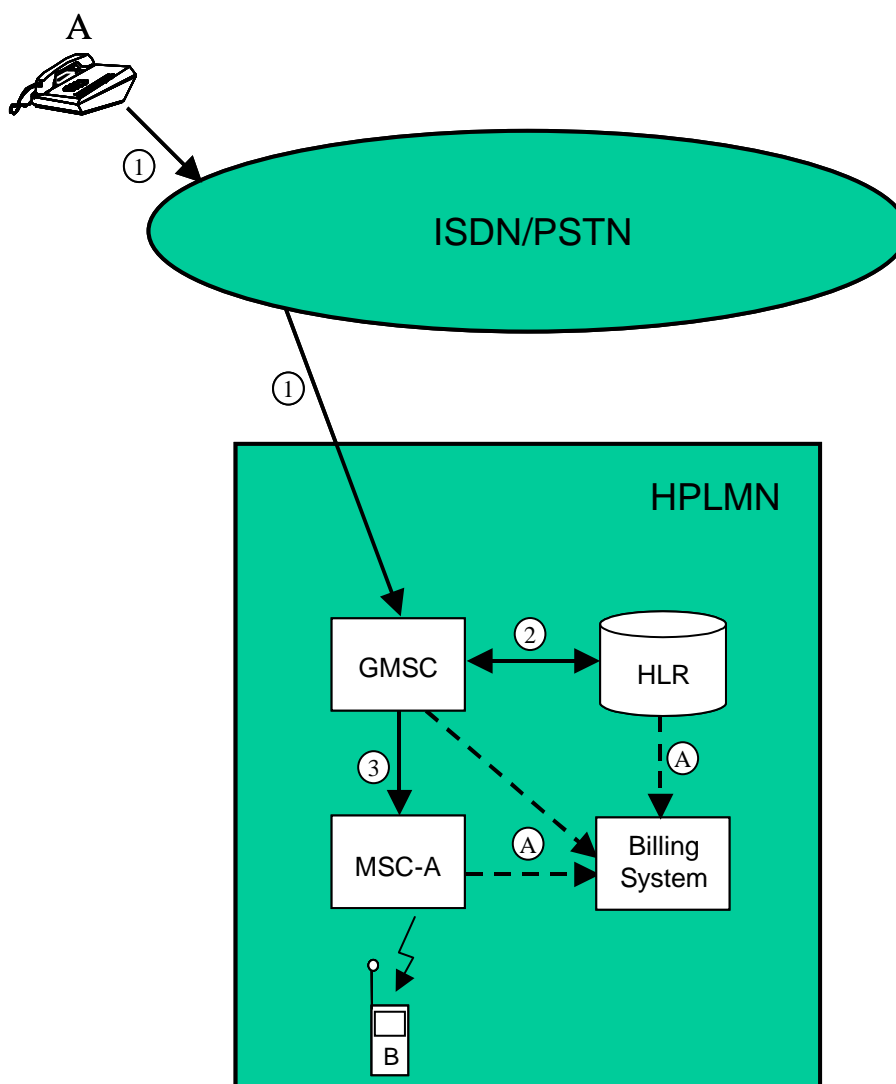 A
1
ISDN/PSTN
1
HPLMN
GMSC
2
HLR
3
A
MSC-A
A
Billing
System
B